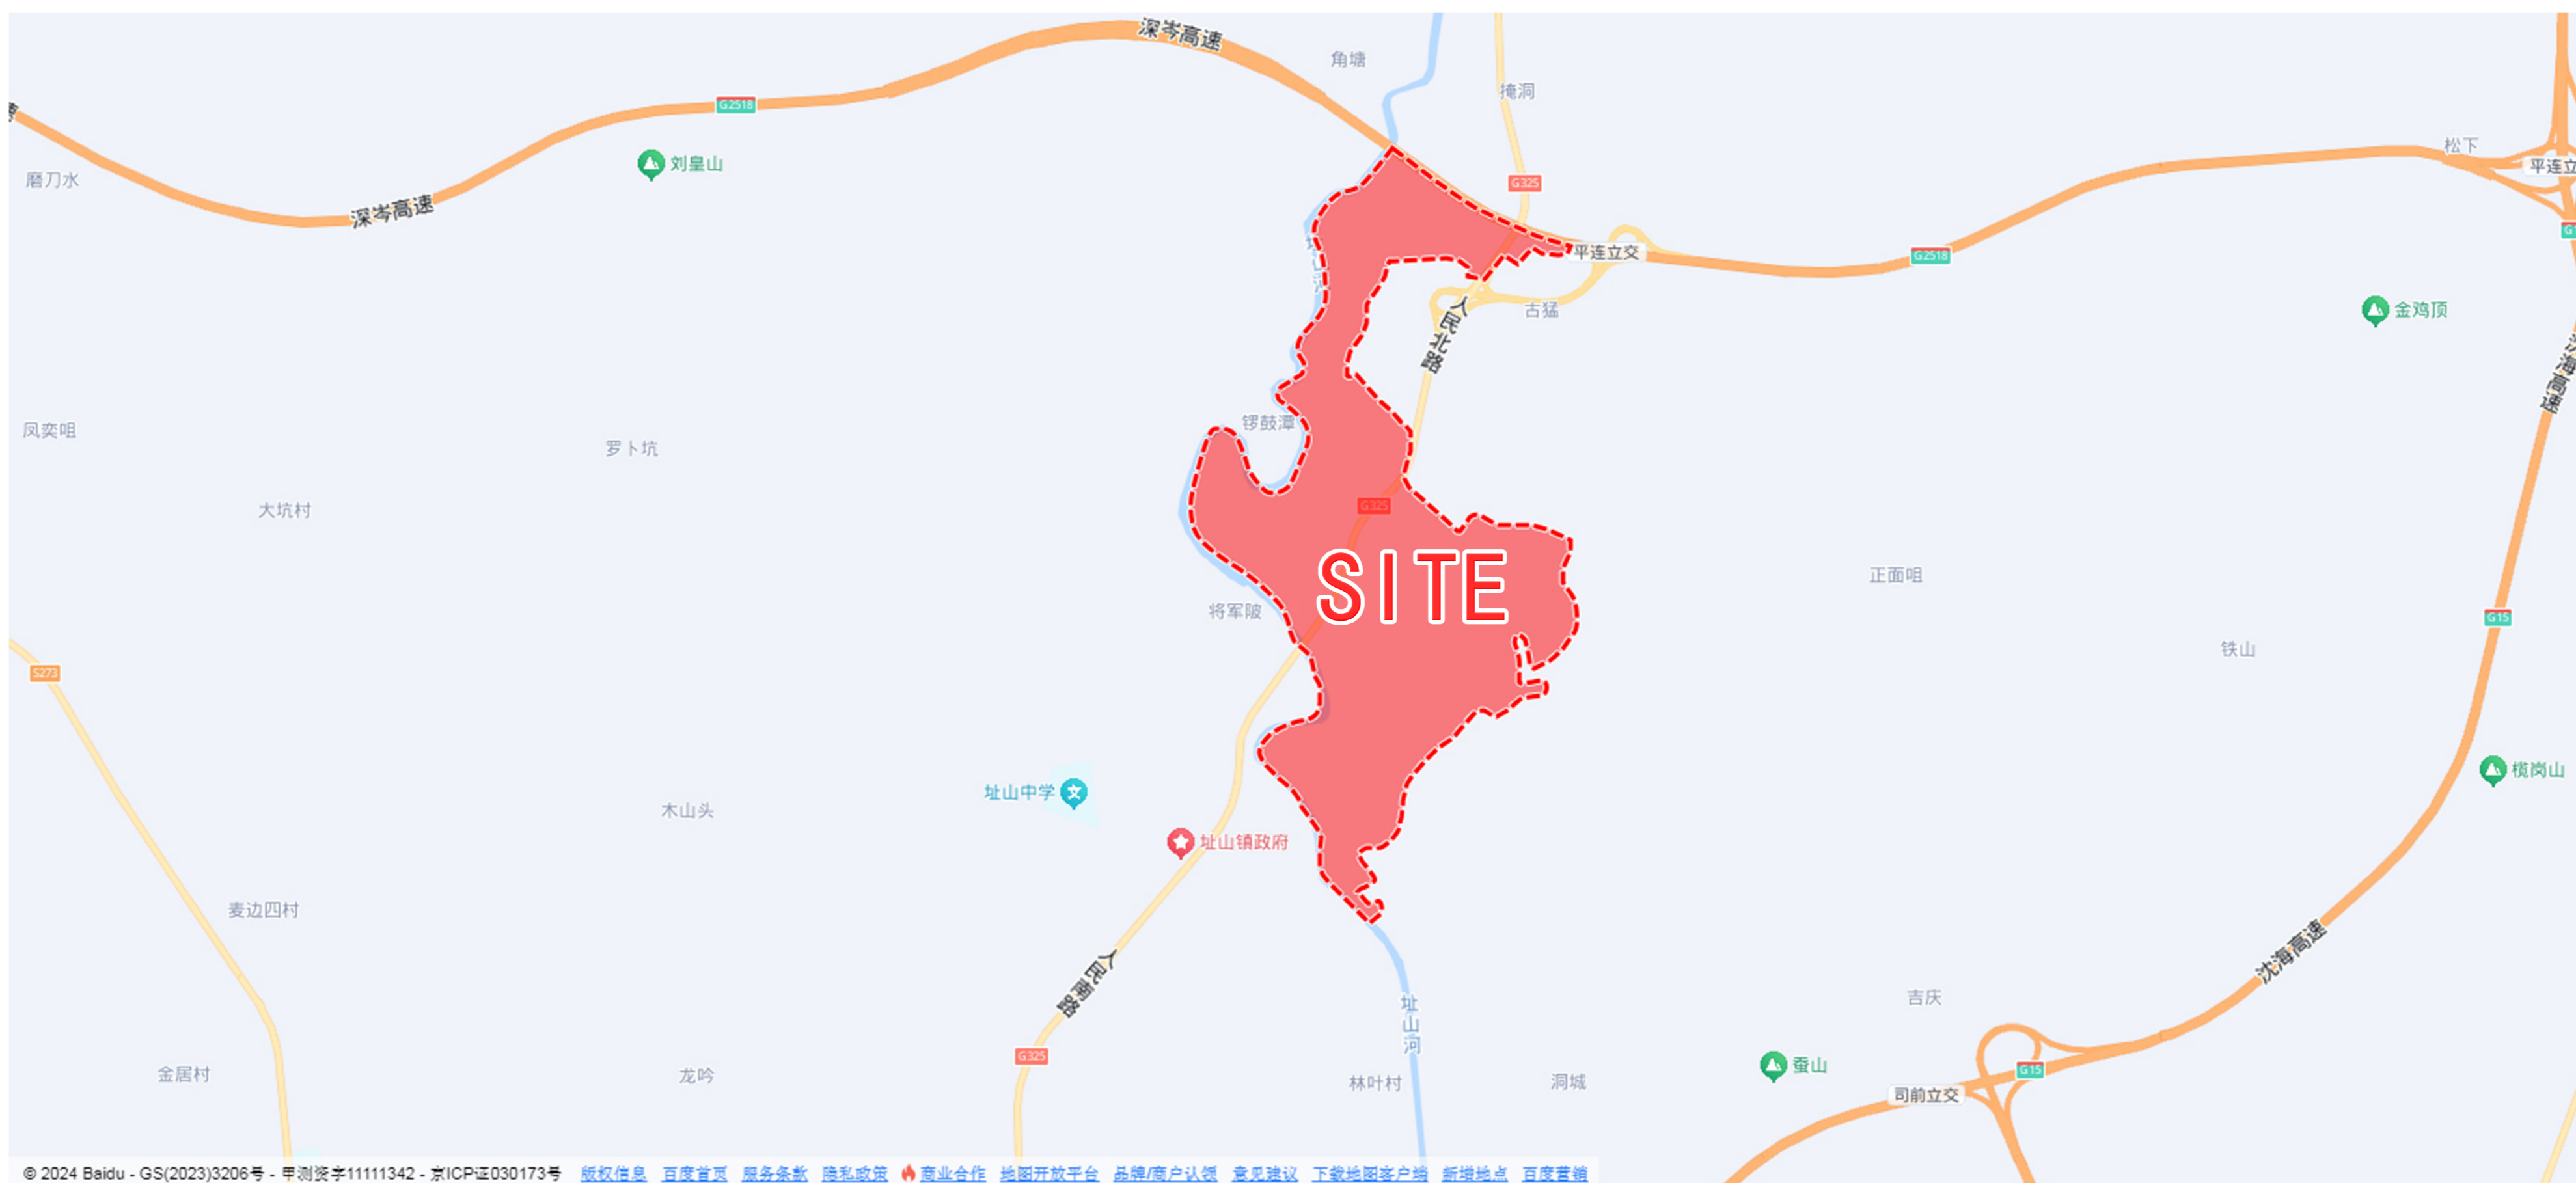 深岑高速
角塘
掩洞
G2518
松下
平连立
刘皇山
磨刀水
G325
深岑高速
平连立交
G2518
金鸡顶
古猛
人民北路
沈海高速
锣鼓潭
凤奕咀
罗卜坑
大坑村
G325
SITE
正面咀
将军陂
G15
铁山
S273
榄岗山
址山中学
木山头
址山镇政府
麦边四村
沈海高速
人民南路
吉庆
址山河
G325
蚕山
G15
金居村
龙吟
林叶村
洞城
司前立交
© 2024 Baidu - GS(2023)3206号 - 甲测资字11111342 - 京ICP证030173号 版权信息 百度首页 服务条款 隐私政策 商业合作 地图开放平台 品牌/商户认领 意见建议 下载地图客户端 新增地点 百度营销